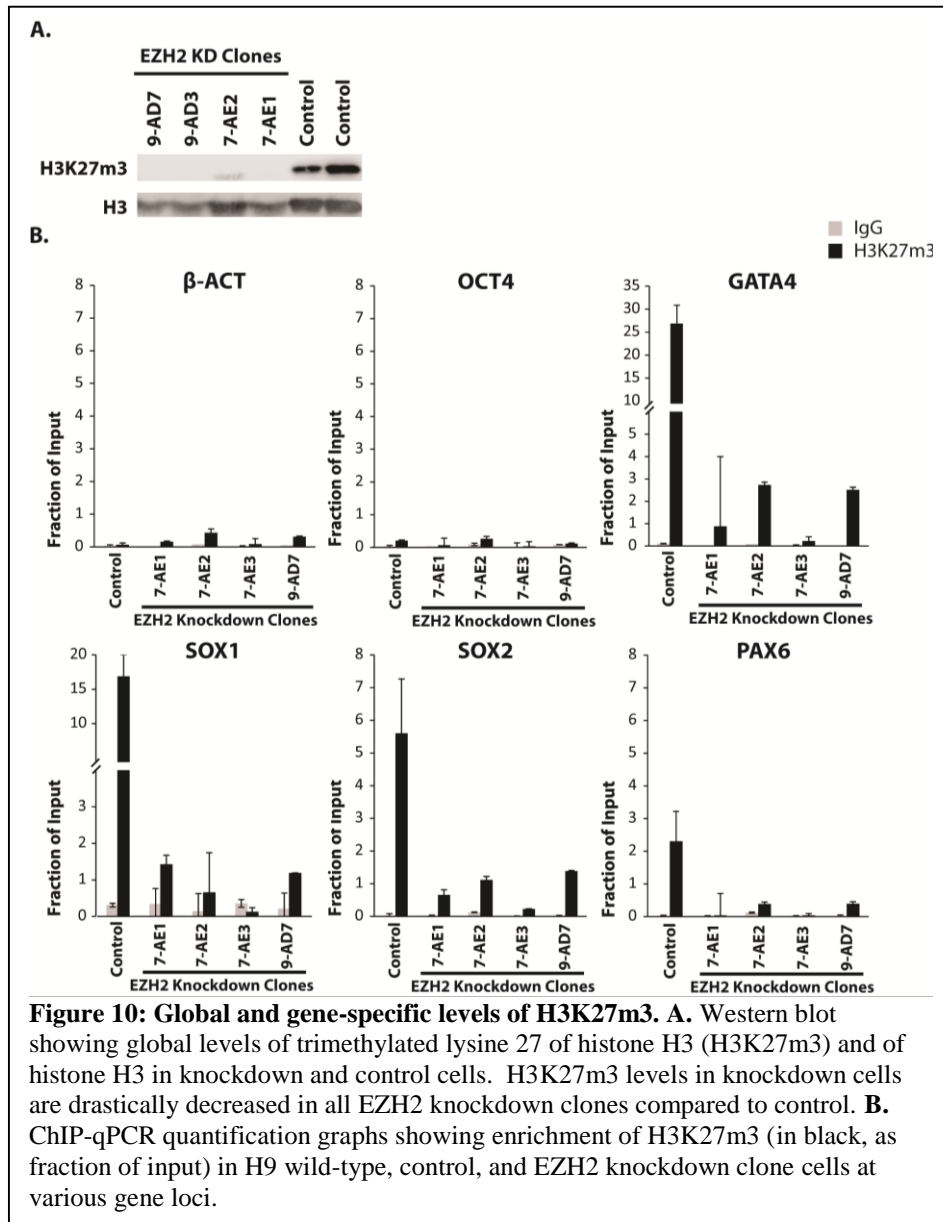 A.
EZH2 KD Clones
9-AD7
9-AD3
7-AE2
7-AE1
Control
Control
H3K27m3
H3
B.
IgG
H3K27m3
β-ACT
Fraction of Input
8
7
6
5
4
3
2
1
0
Control
7-AE1
7-AE2
7-AE3
9-AD7
EZH2 Knockdown Clones
OCT4
Fraction of Input
8
7
6
5
4
3
2
1
0
Control
7-AE1
7-AE2
7-AE3
9-AD7
EZH2 Knockdown Clones
GATA4
Fraction of Input
35
30
25
20
15
10
5
4
3
2
1
0
Control
7-AE1
7-AE2
7-AE3
9-AD7
EZH2 Knockdown Clones
SOX1
Fraction of Input
20
15
10
3
2
1
0
Control
7-AE1
7-AE2
7-AE3
9-AD7
EZH2 Knockdown Clones
SOX2
Fraction of Input
8
7
6
5
4
3
2
1
0
Control
7-AE1
7-AE2
7-AE3
9-AD7
EZH2 Knockdown Clones
PAX6
Fraction of Input
8
7
6
5
4
3
2
1
0
Control
7-AE1
7-AE2
7-AE3
9-AD7
EZH2 Knockdown Clones
Figure 10: Global and gene-specific levels of H3K27m3. A. Western blot
showing global levels of trimethylated lysine 27 of histone H3 (H3K27m3) and of
histone H3 in knockdown and control cells. H3K27m3 levels in knockdown cells
are drastically decreased in all EZH2 knockdown clones compared to control. B.
ChIP-qPCR quantification graphs showing enrichment of H3K27m3 (in black, as
fraction of input) in H9 wild-type, control, and EZH2 knockdown clone cells at
various gene loci.